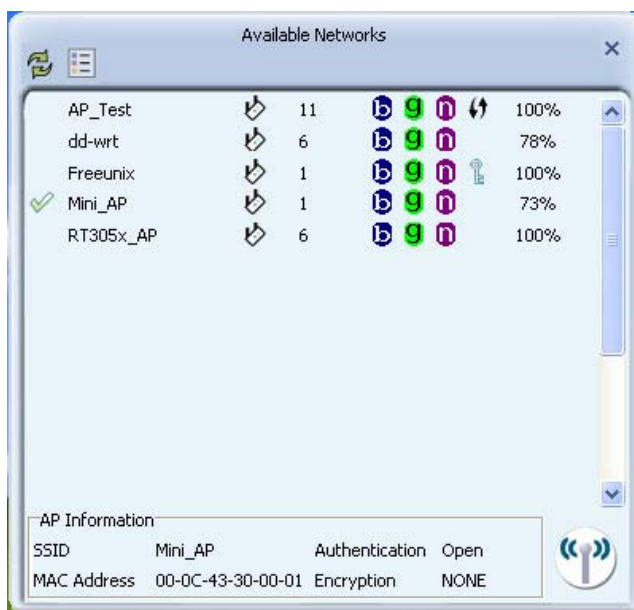 Available Networks
AP_Test 11 b g n 100%
dd-wrt 6 b g n 78%
Freeunix 1 b g n 100%
Mini_AP 1 b g n 73%
RT305x_AP 6 b g n 100%
AP Information
SSID Mini_AP Authentication Open
MAC Address 00-0C-43-30-00-01 Encryption NONE